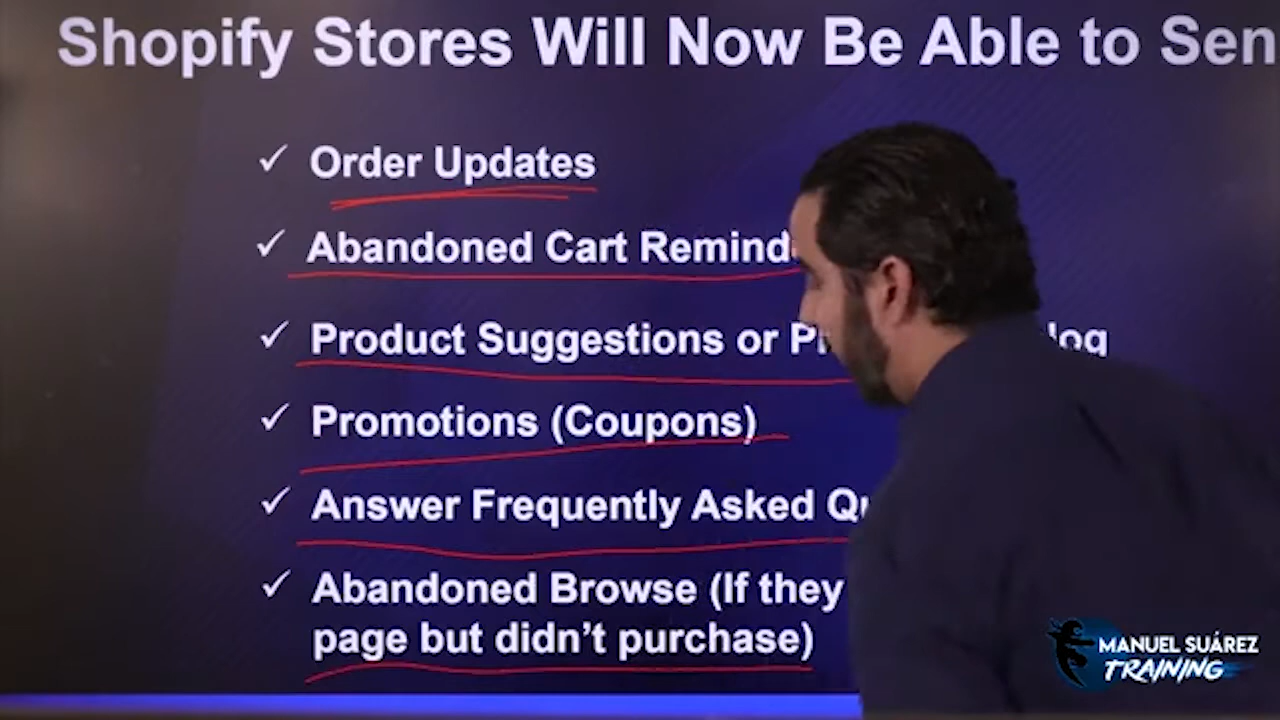 Shopify Stores Will Now Be Able to Sen
✓ Order Updates
✓ Abandoned Cart Remind
✓ Product Suggestions or
✓ Promotions (Coupons)
✓ Answer Frequently Asked
✓ Abandoned Browse (If they
page but didn't purchase)
MANUEL SUÁREZ
TRAINING